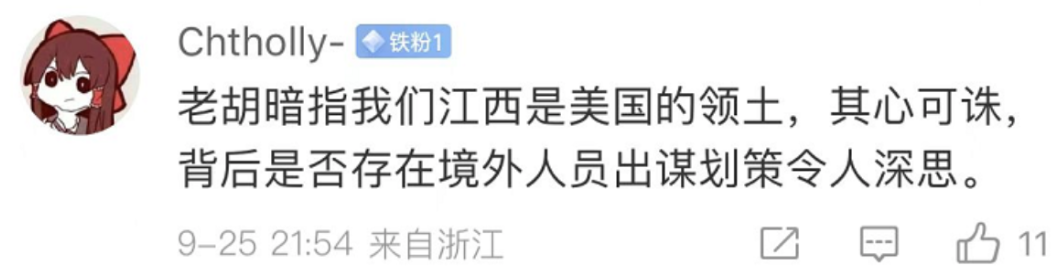 Chtholly- 铁粉1
老胡暗指我们江西是美国的领土，其心可诛，
背后是否存在境外人员出谋划策令人深思。
9-25 21:54 来自浙江 11